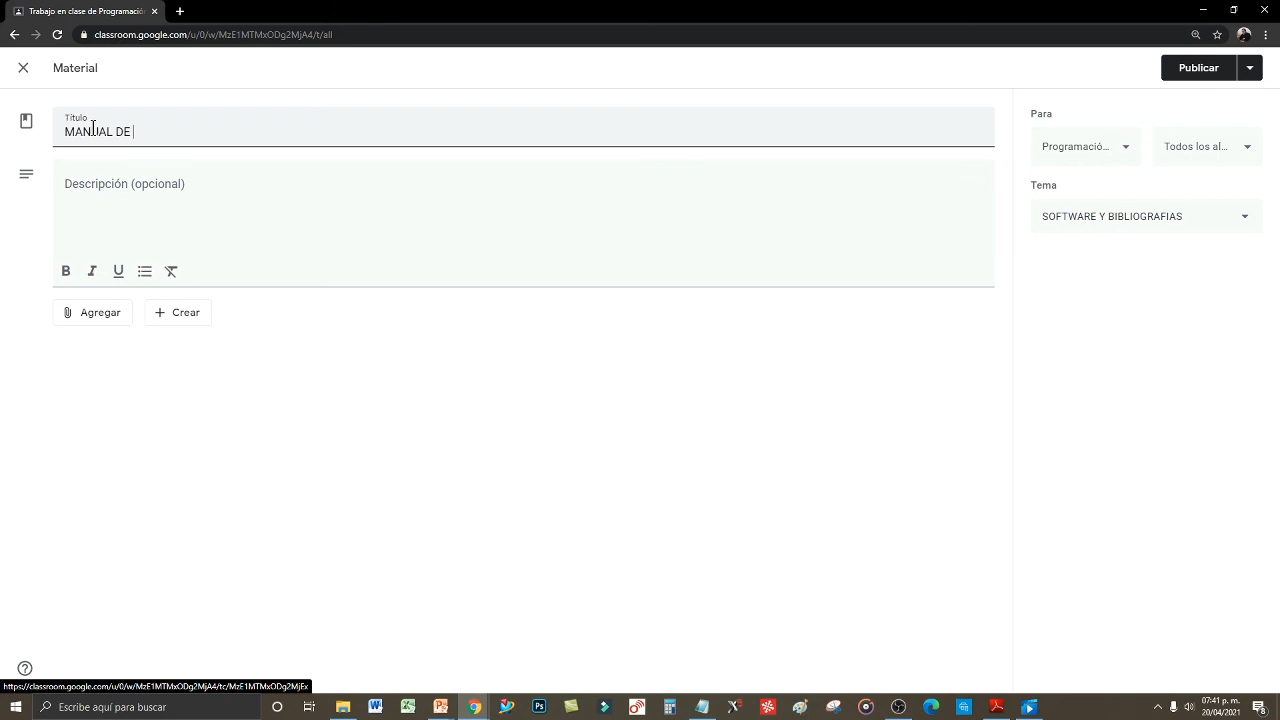 Trabajo en clase de Programació
classroom.google.com/u/0/w/MzE1MTMxODg2MjA4/t/all
Material
Publicar
Título
MANUAL DE
Descripción (opcional)
B I U
Agregar
Crear
Para
Programació...
Todos los al...
Tema
SOFTWARE Y BIBLIOGRAFIAS
https://classroom.google.com/u/0/w/MzE1MTMxODg2MjA4/tc/MzE1MTMxODg2MjEx
Escribe aquí para buscar
07:41 p. m.
20/04/2021